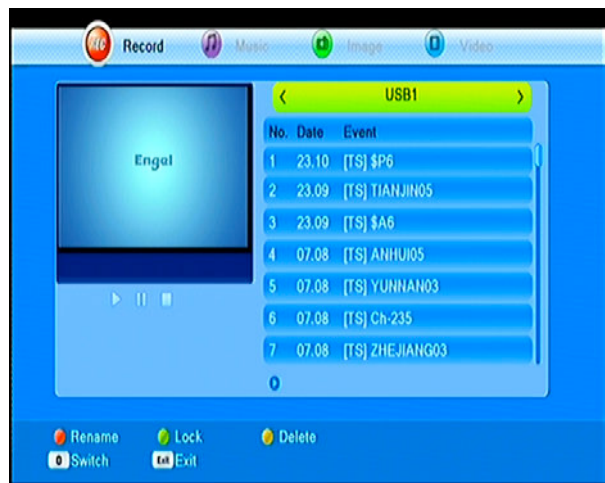 REC Record Music Image Video
USB1
No. Date Event
Engel
1 23.10 [TS] $P6
2 23.09 [TS] TIANJIN05
3 23.09 [TS] $A6
4 07.08 [TS] ANHUI05
5 07.08 [TS] YUNNAN03
6 07.08 [TS] Ch-235
7 07.08 [TS] ZHEJIANG03
0
Rename Lock Delete
0 Switch Exit Exit